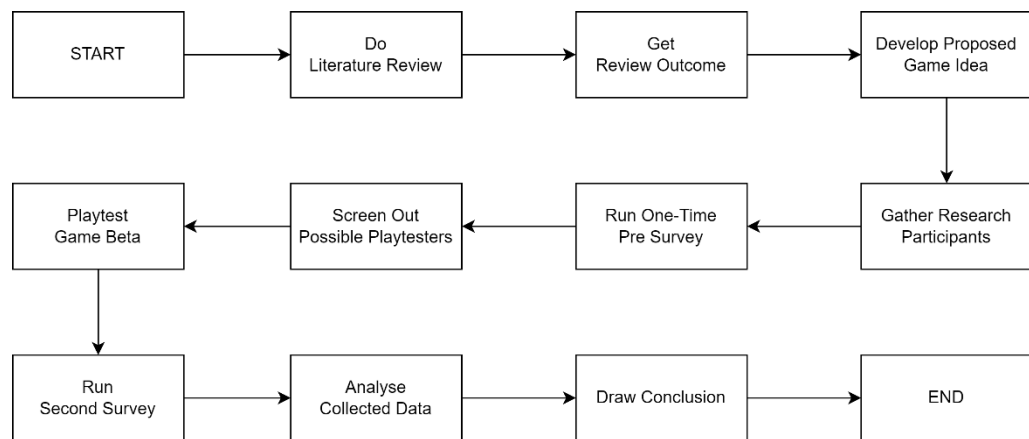 START
Do
Literature Review
Get
Review Outcome
Develop Proposed
Game Idea
Gather Research
Participants
Run One-Time
Pre Survey
Screen Out
Possible Playtesters
Playtest
Game Beta
Run
Second Survey
Analyse
Collected Data
Draw Conclusion
END